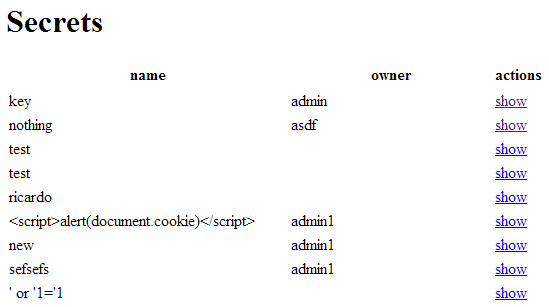 Secrets
name owner actions
key admin show
nothing asdf show
test show
test show
ricardo show
<script>alert(document.cookie)</script> admin1 show
new admin1 show
sefsefs admin1 show
' or '1='1 show